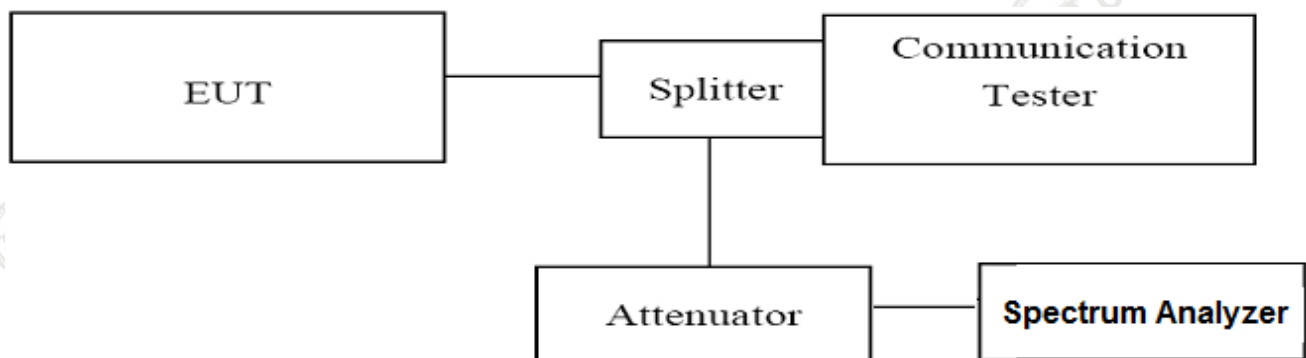 EUT
Splitter
Communication
Tester
Attenuator
Spectrum Analyzer